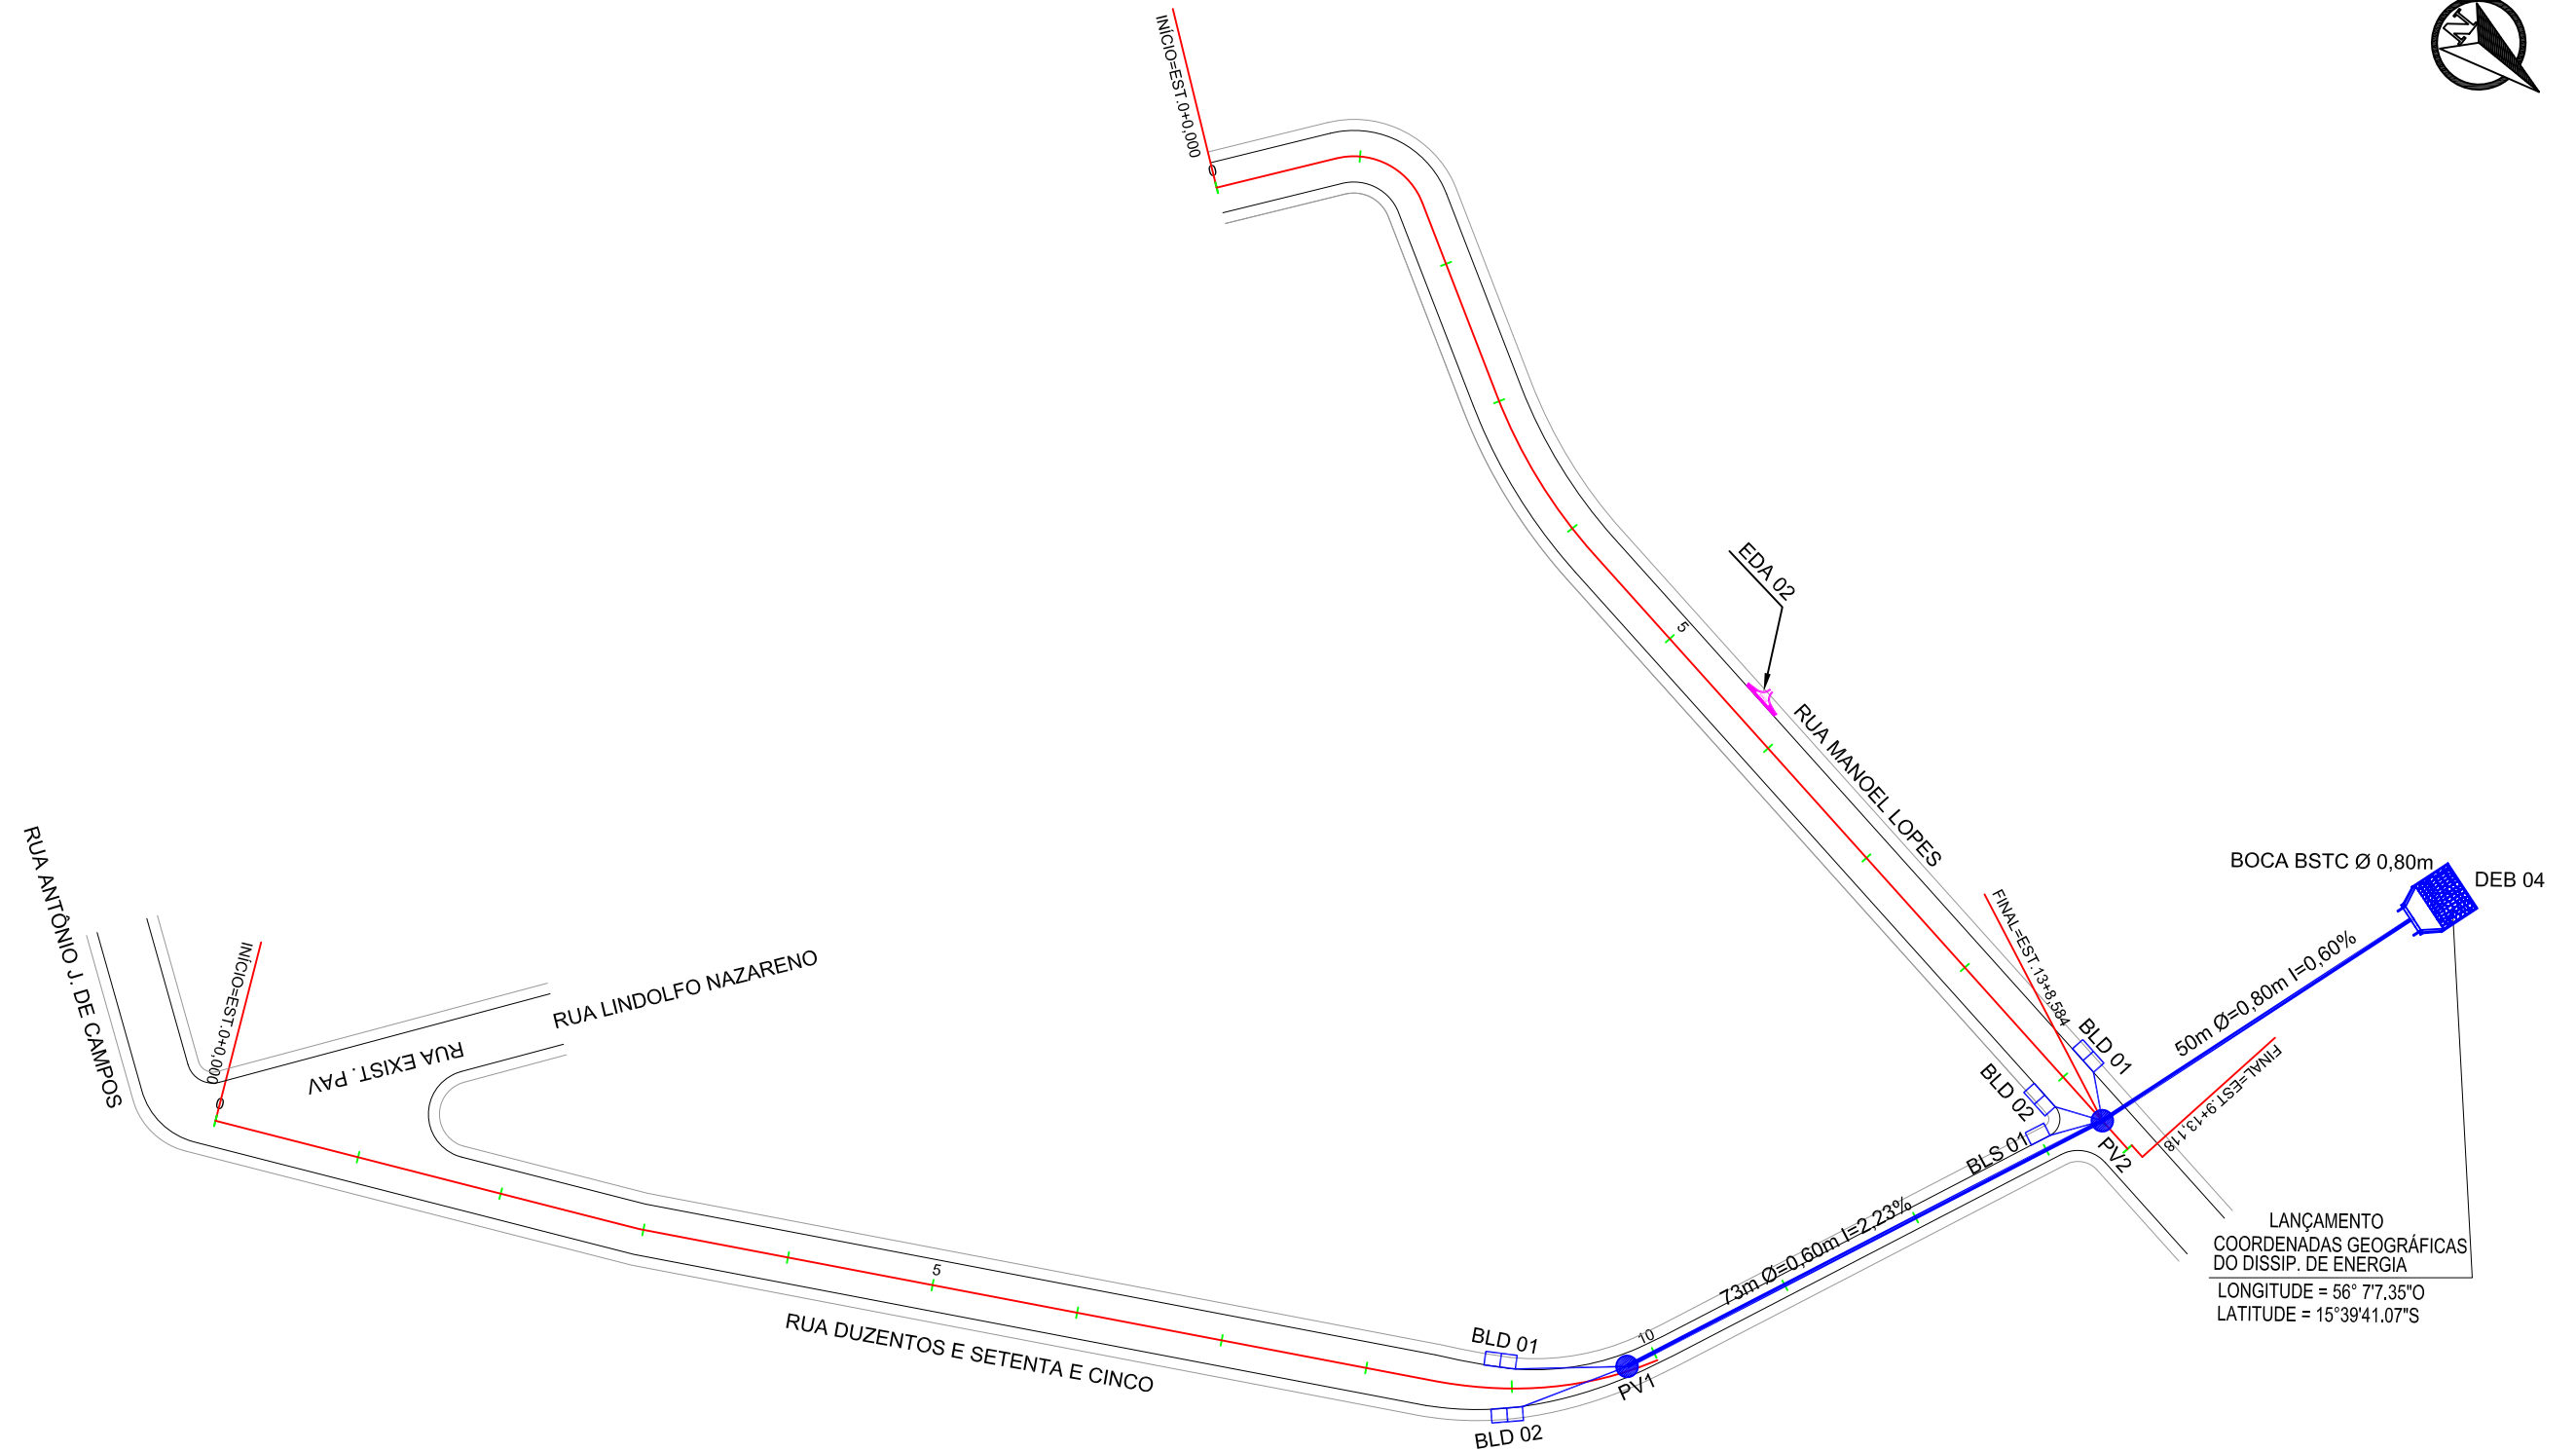 N
INÍCIO=EST.0+0,000
0
EDA 02
5
RUA MANOEL LOPES
BOCA BSTC Ø 0,80m
DEB 04
FINAL=EST.13+8,584
50m Ø=0,80m I=0,60%
BLD 01
BLD 02
BLS 01
PV2
FINAL=EST.9+13,118
RUA ANTÔNIO J. DE CAMPOS
INÍCIO=EST.0+0,000
0
RUA LINDOLFO NAZARENO
RUA EXIST. PAV
5
RUA DUZENTOS E SETENTA E CINCO
73m Ø=0,60m I=2,23%
BLD 01
10
PV1
BLD 02
LANÇAMENTO
COORDENADAS GEOGRÁFICAS
DO DISSIP. DE ENERGIA
LONGITUDE = 56° 7'7.35"O
LATITUDE = 15°39'41.07"S